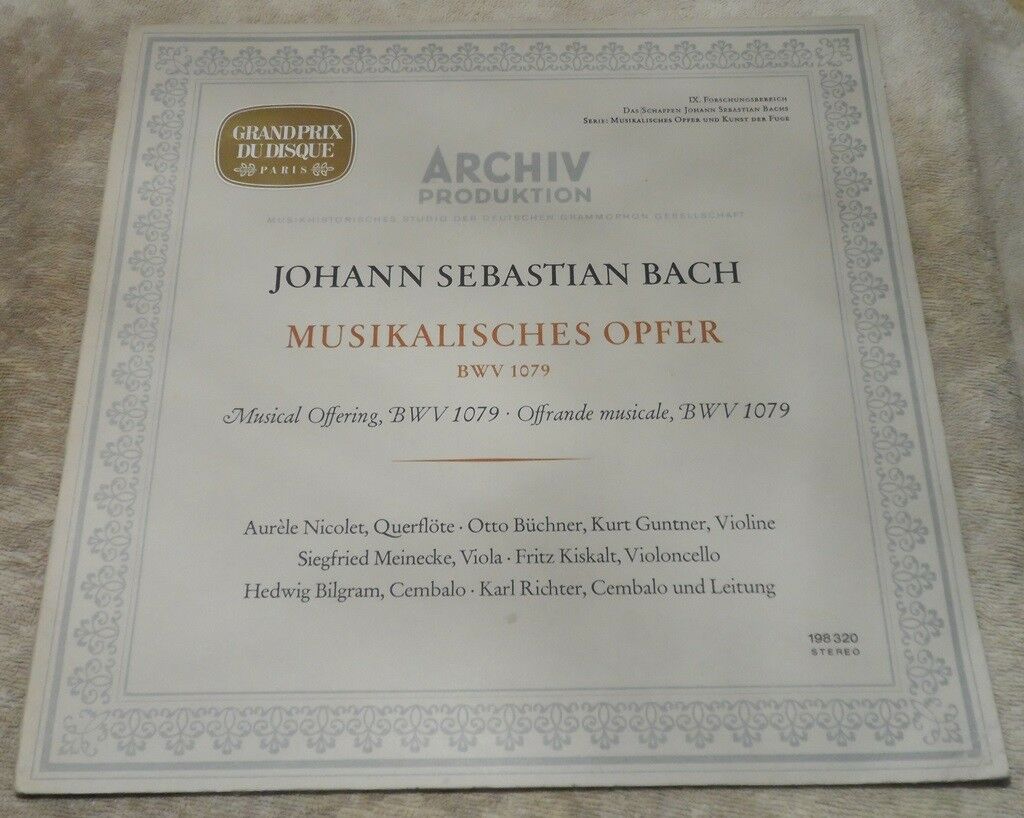 IX. Forschungsbereich
Das Schaffen Johann Sebastian Bachs
Serie: Musikalisches Opfer und Kunst der Fuge
GRAND PRIX
DU DISQUE
PARIS
ARCHIV
PRODUKTION
MUSIKHISTORISCHES STUDIO DER DEUTSCHEN GRAMMOPHON GESELLSCHAFT
JOHANN SEBASTIAN BACH
MUSIKALISCHES OPFER
BWV 1079
Musical Offering, BWV 1079 · Offrande musicale, BWV 1079
Aurèle Nicolet, Querflöte · Otto Büchner, Kurt Guntner, Violine
Siegfried Meinecke, Viola · Fritz Kiskalt, Violoncello
Hedwig Bilgram, Cembalo · Karl Richter, Cembalo und Leitung
198 320
STEREO